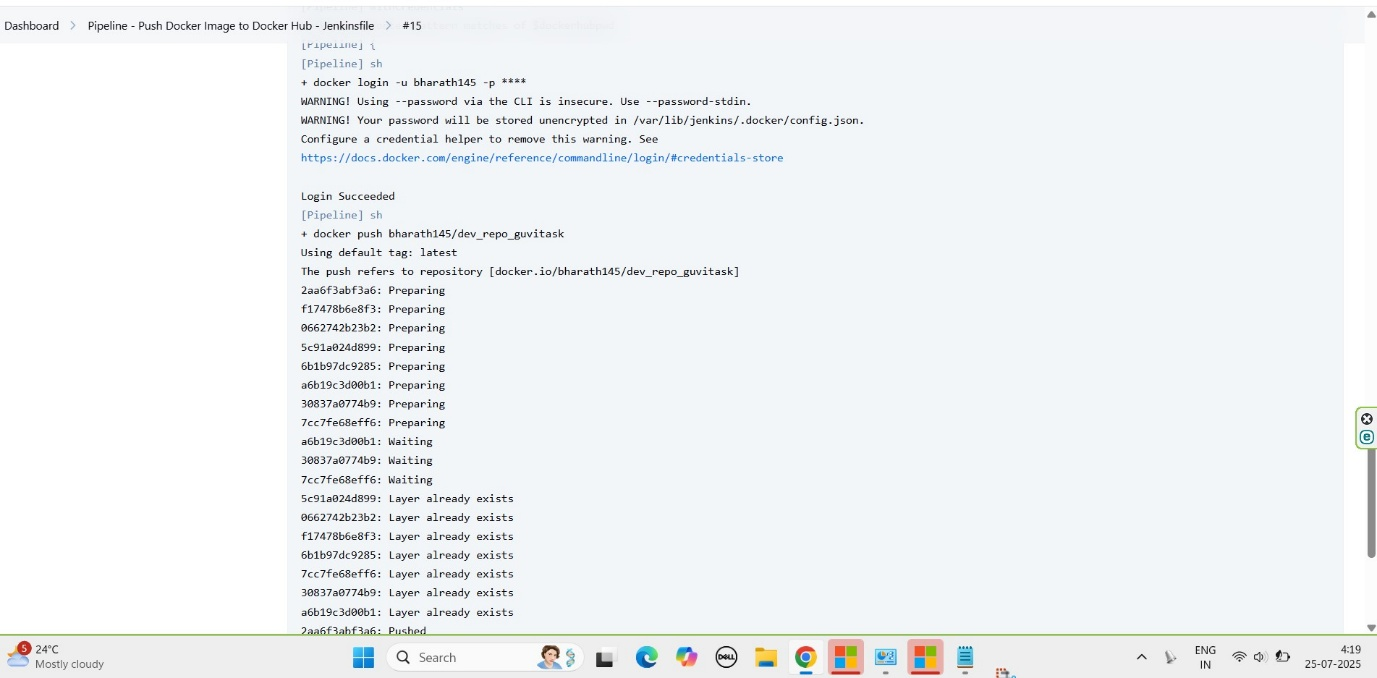 Dashboard > Pipeline - Push Docker Image to Docker Hub - Jenkinsfile > #15
[Pipeline] {
[Pipeline] sh
+ docker login -u bharath145 -p ****
WARNING! Using --password via the CLI is insecure. Use --password-stdin.
WARNING! Your password will be stored unencrypted in /var/lib/jenkins/.docker/config.json.
Configure a credential helper to remove this warning. See
https://docs.docker.com/engine/reference/commandline/login/#credentials-store
Login Succeeded
[Pipeline] sh
+ docker push bharath145/dev_repo_guvitask
Using default tag: latest
The push refers to repository [docker.io/bharath145/dev_repo_guvitask]
2aa6f3abf3a6: Preparing
f17478b6e8f3: Preparing
0662742b23b2: Preparing
5c91a024d899: Preparing
6b1b97dc9285: Preparing
a6b19c3d00b1: Preparing
30837a0774b9: Preparing
7cc7fe68eff6: Preparing
a6b19c3d00b1: Waiting
30837a0774b9: Waiting
7cc7fe68eff6: Waiting
5c91a024d899: Layer already exists
0662742b23b2: Layer already exists
f17478b6e8f3: Layer already exists
6b1b97dc9285: Layer already exists
7cc7fe68eff6: Layer already exists
30837a0774b9: Layer already exists
a6b19c3d00b1: Layer already exists
2aa6f3abf3a6: Pushed
5
24°C
Mostly cloudy
Search
DELL
ENG
IN
4:19
25-07-2025